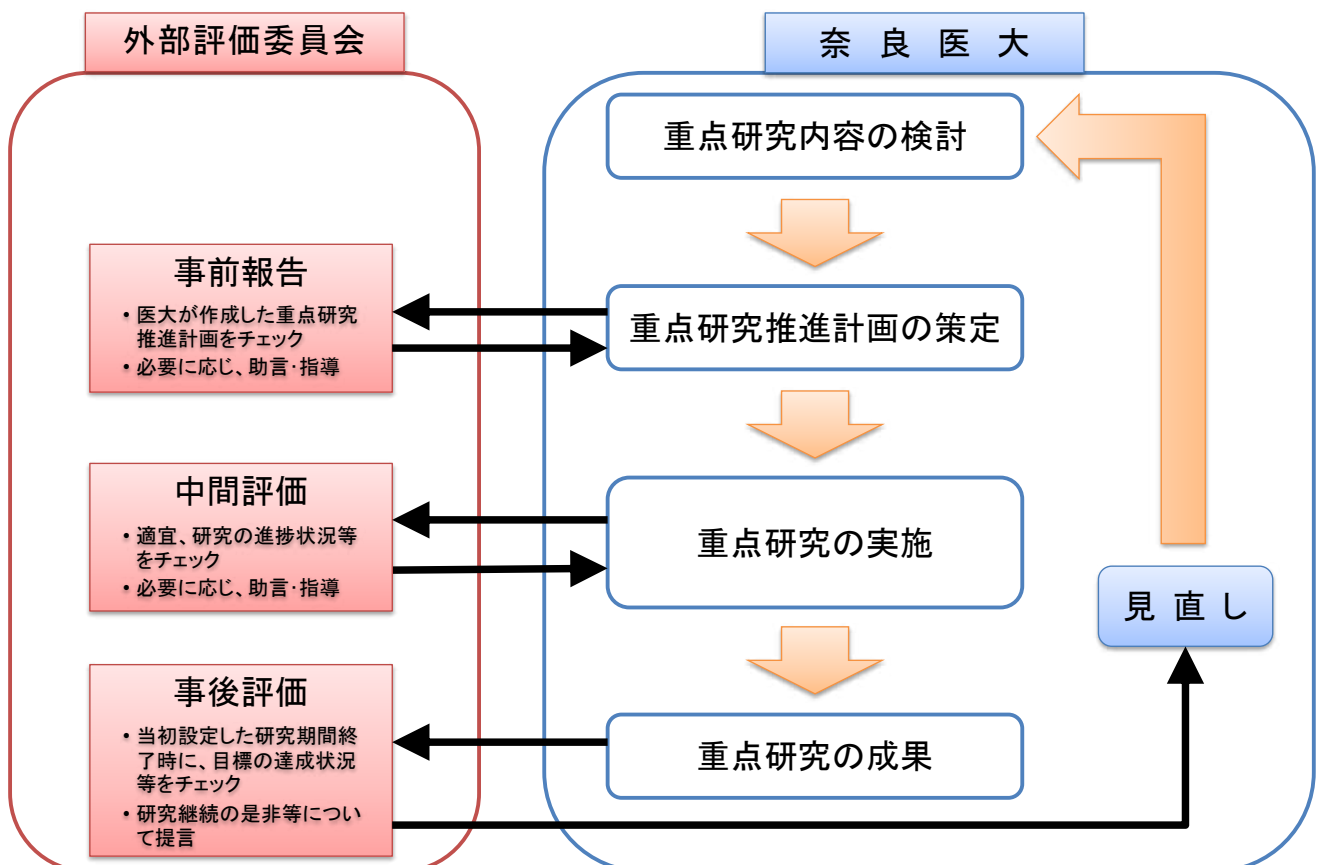 外部評価委員会
奈良医大
重点研究内容の検討
事前報告
・医大が作成した重点研究
推進計画をチェック
・必要に応じ、助言･指導
重点研究推進計画の策定
中間評価
・適宜、研究の進捗状況等
をチェック
・必要に応じ、助言･指導
重点研究の実施
見直し
事後評価
・当初設定した研究期間終
了時に、目標の達成状況
等をチェック
・研究継続の是非等につい
て提言
重点研究の成果